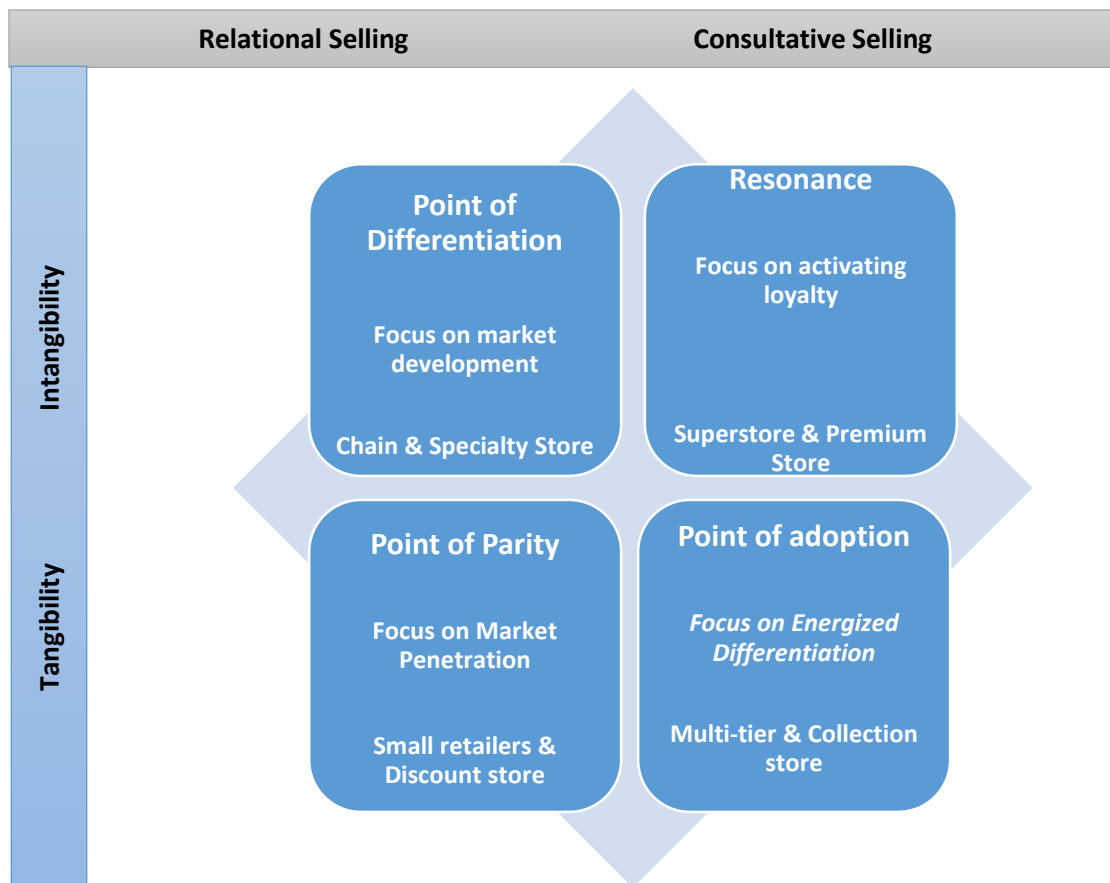 Relational Selling
Consultative Selling
Intangibility
Tangibility
Point of
Differentiation
Focus on market
development
Chain & Specialty Store
Resonance
Focus on activating
loyalty
Superstore & Premium
Store
Point of Parity
Focus on Market
Penetration
Small retailers &
Discount store
Point of adoption
Focus on Energized
Differentiation
Multi-tier & Collection
store